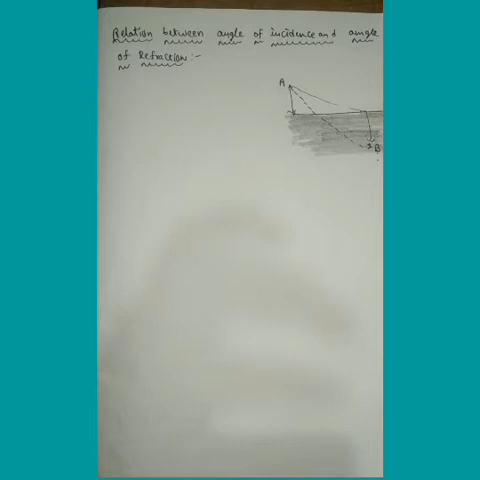 Relation between angle of incidence and angle
of Refraction:-
A
B